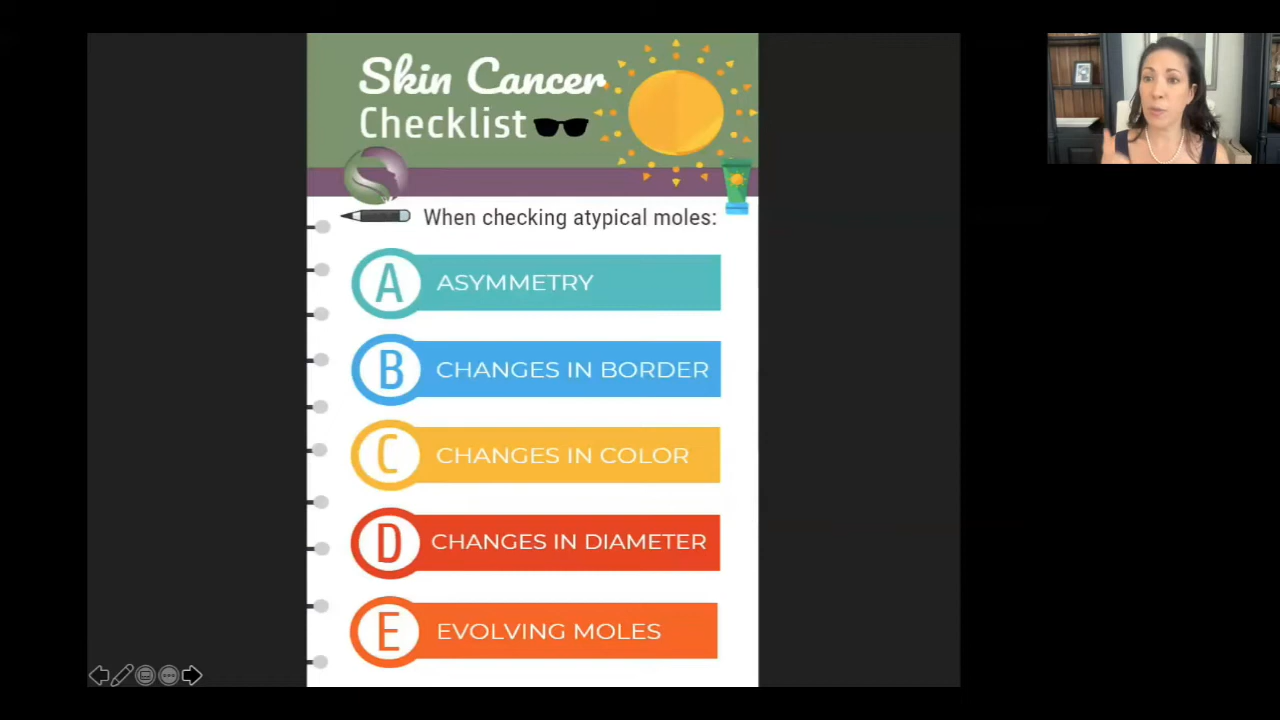 Skin Cancer
Checklist
When checking atypical moles:
A ASYMMETRY
B CHANGES IN BORDER
C CHANGES IN COLOR
D CHANGES IN DIAMETER
E EVOLVING MOLES